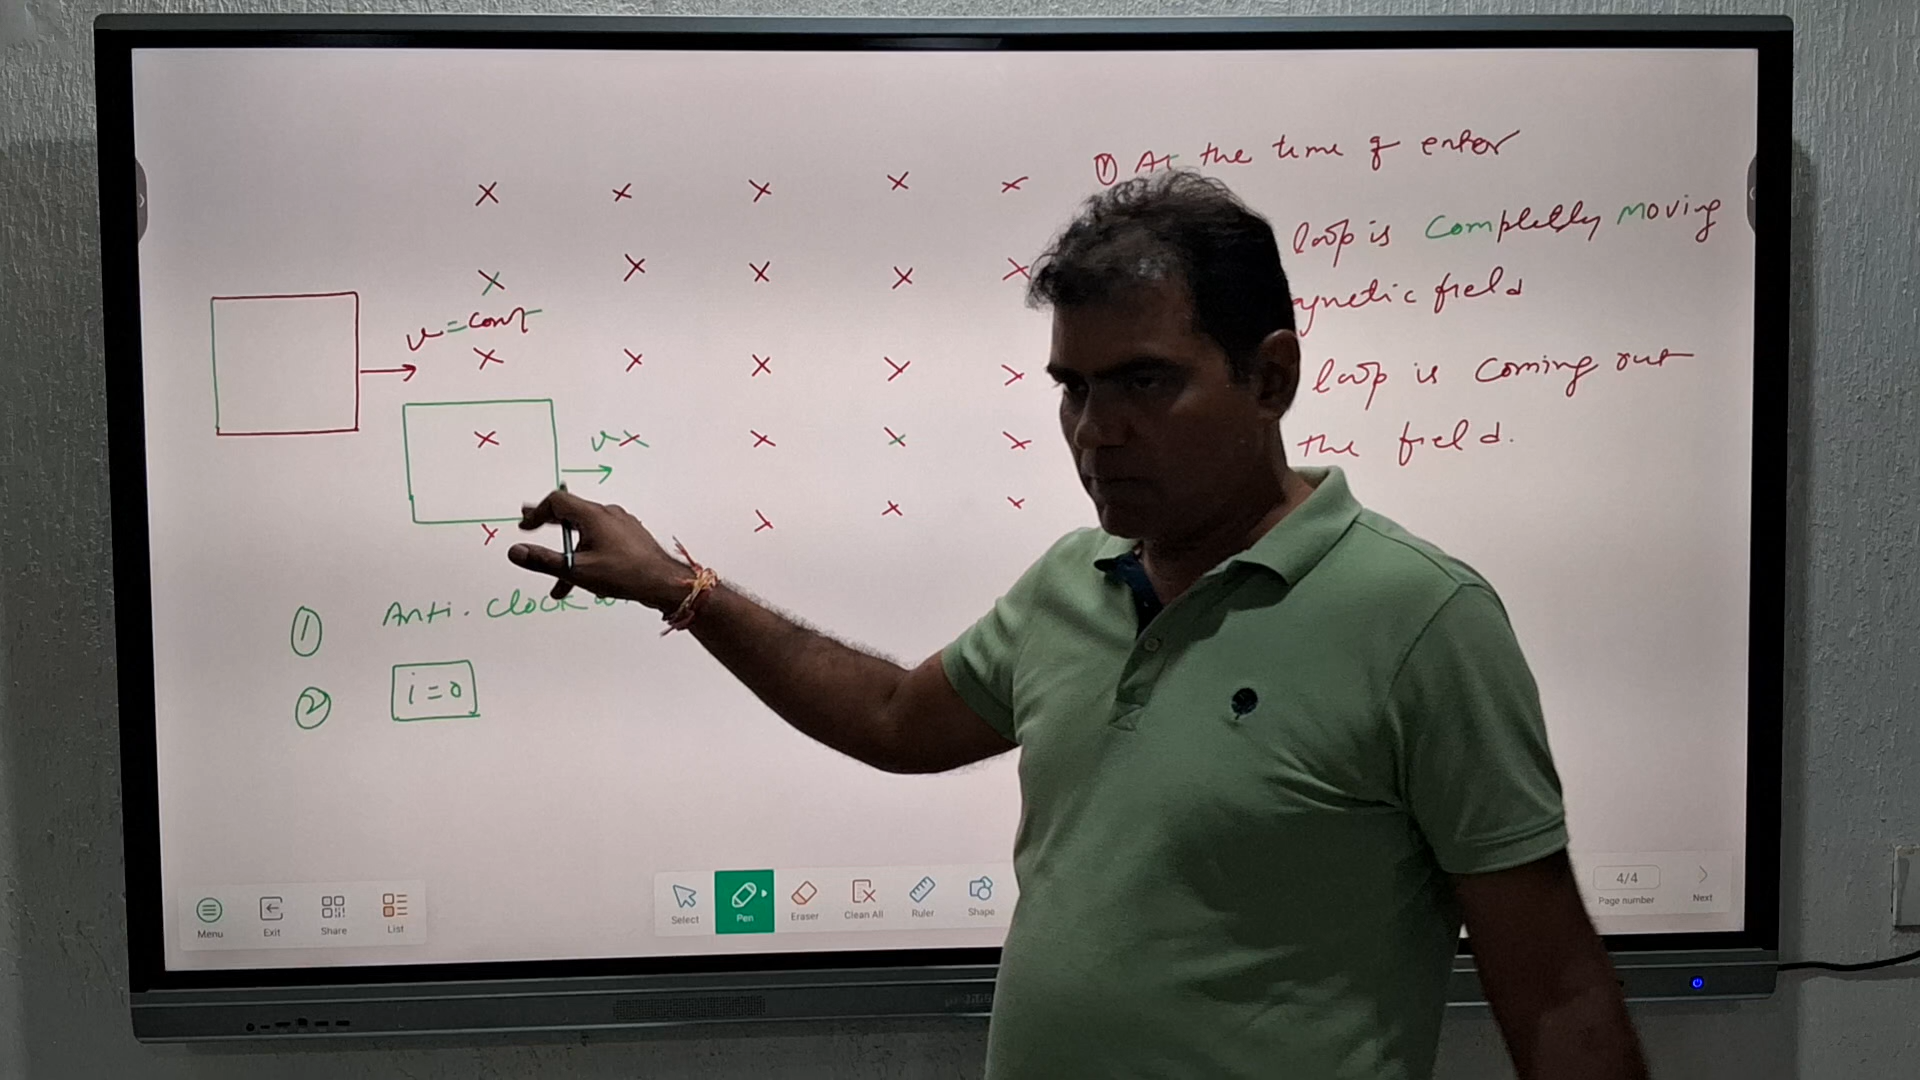 ① At the time of enter
loop is completly moving
gnetic field
loop is coming out
the field.
v = const
v
① Anti-clock w
② i = 0
Menu
Exit
Share
List
Select
Pen
Eraser
Clean All
Ruler
Shape
4/4
Page number
Next